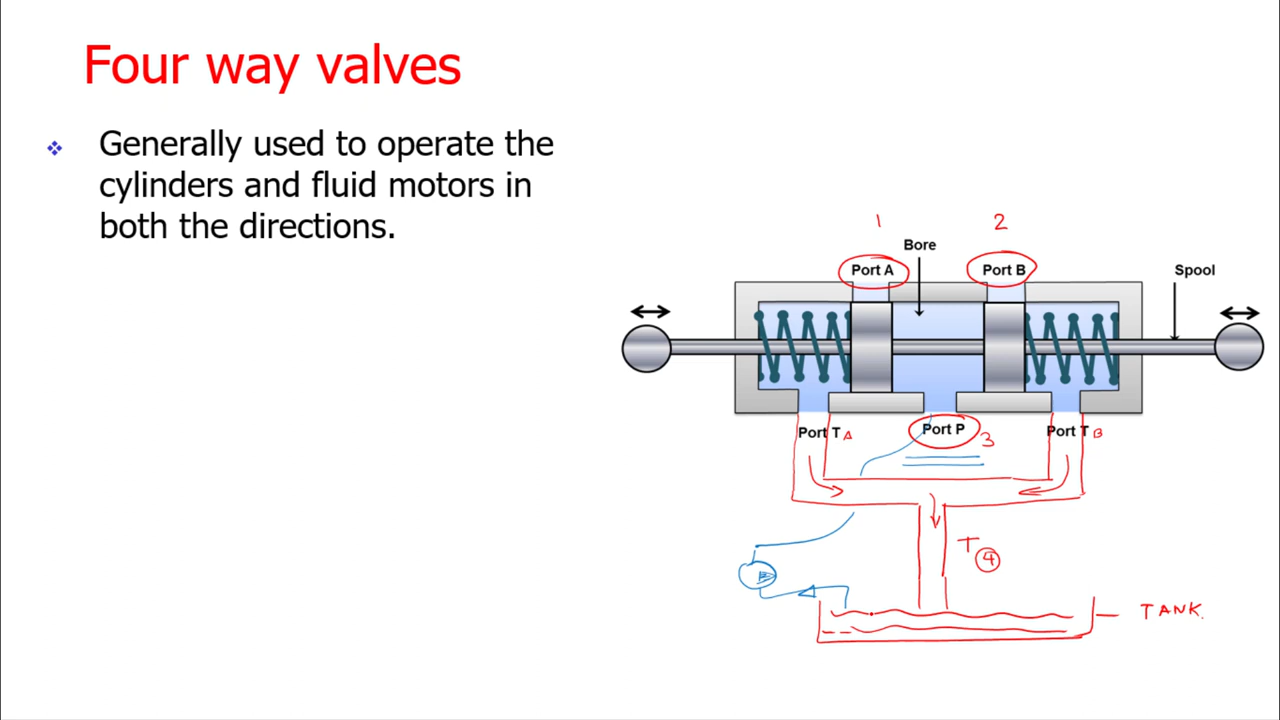 Four way valves
Generally used to operate the
cylinders and fluid motors in
both the directions.
1 2
Bore
Port A Port B Spool
Port T A Port P 3 Port T B
T 4
TANK